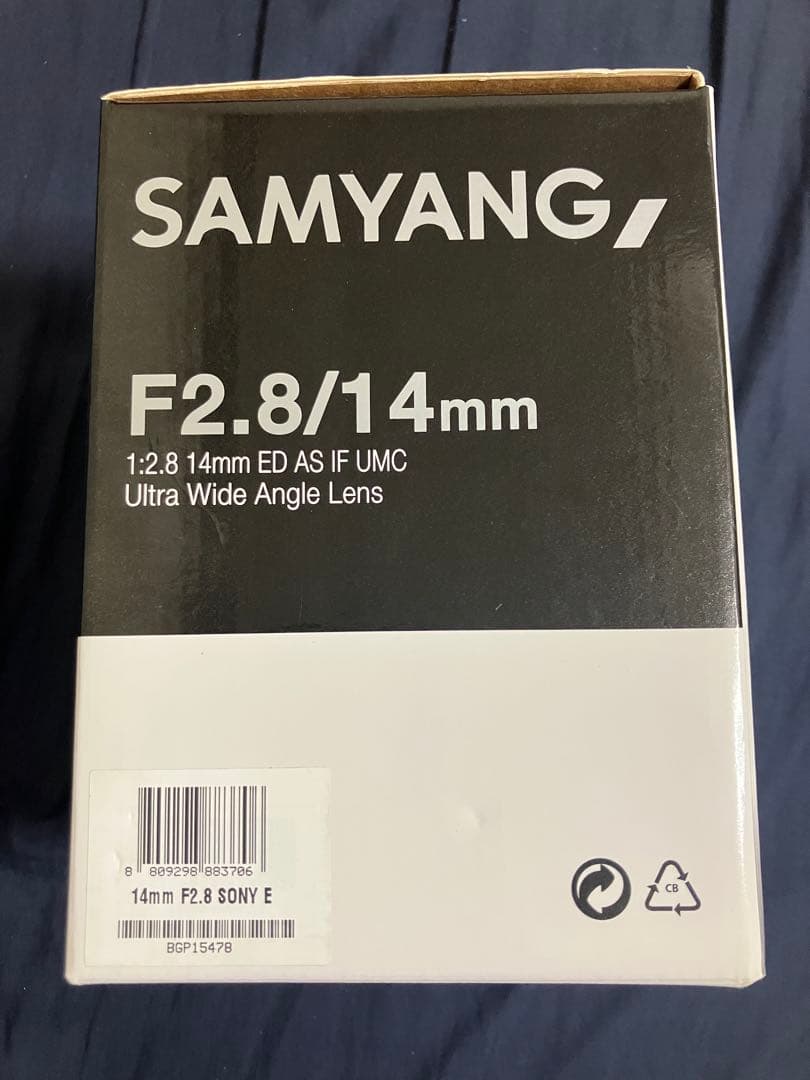 SAMYANG
F2.8/14mm
1:2.8 14mm ED AS IF UMC
Ultra Wide Angle Lens
8 809298 883706
14mm F2.8 SONY E
BGP15478
CB